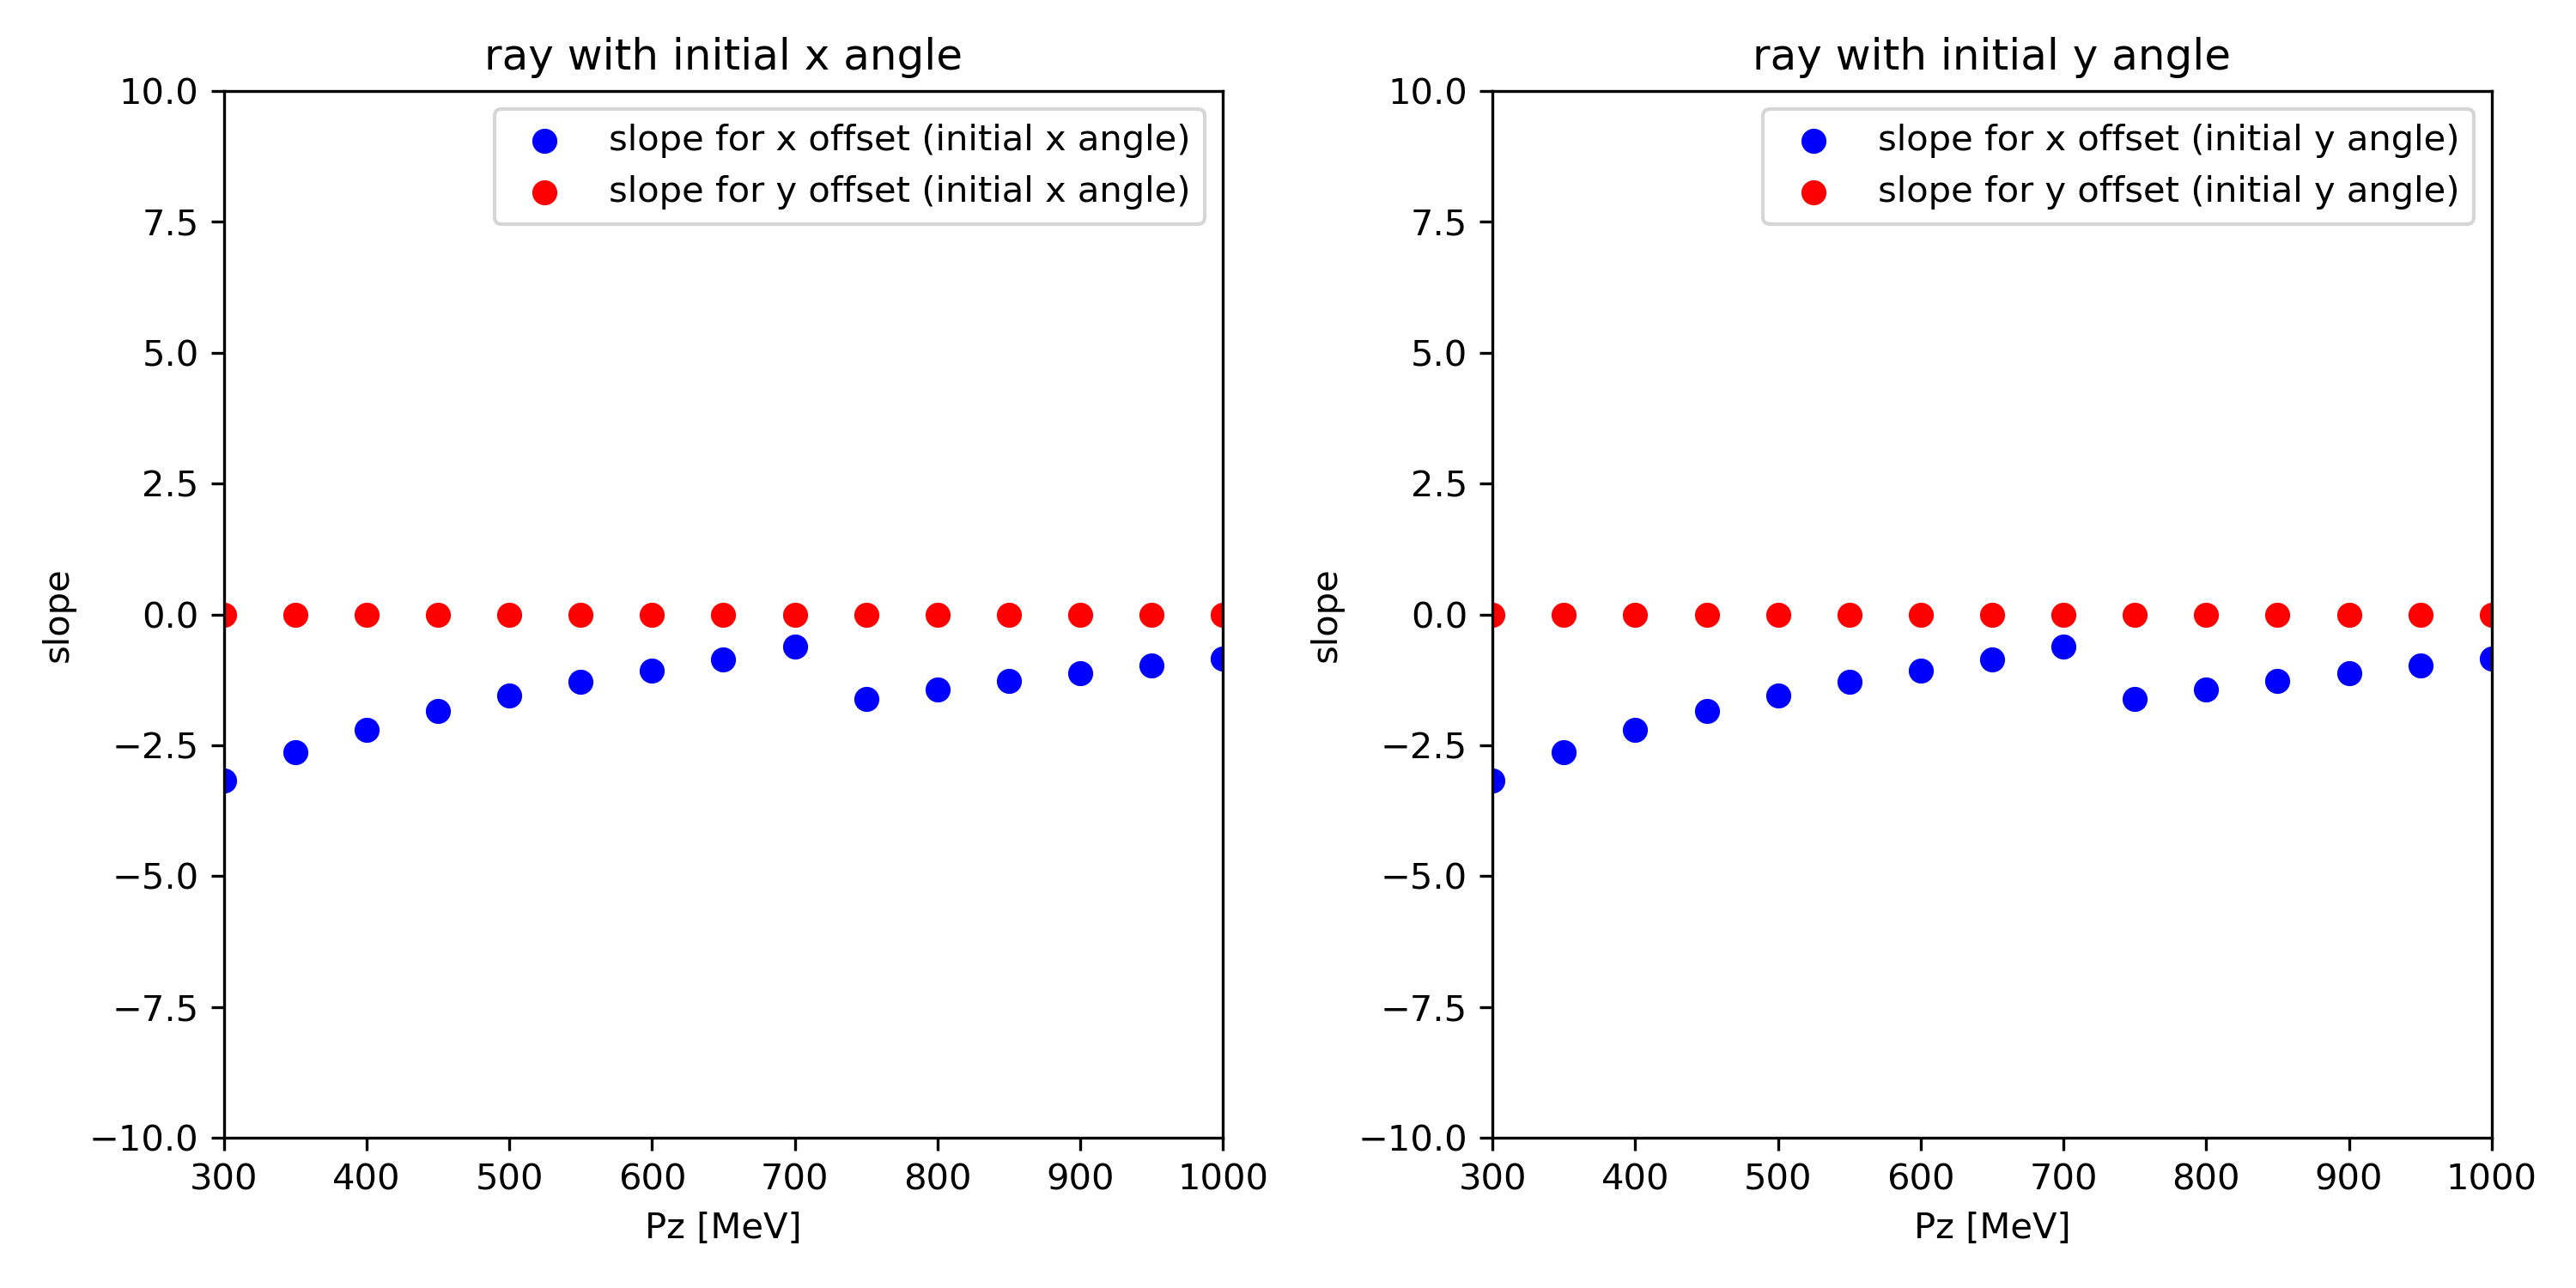 ray with initial x angle
10.0
7.5
5.0
2.5
0.0
−2.5
−5.0
−7.5
−10.0
slope
slope for x offset (initial x angle)
slope for y offset (initial x angle)
300 400 500 600 700 800 900 1000
Pz [MeV]
ray with initial y angle
10.0
7.5
5.0
2.5
0.0
−2.5
−5.0
−7.5
−10.0
slope
slope for x offset (initial y angle)
slope for y offset (initial y angle)
300 400 500 600 700 800 900 1000
Pz [MeV]